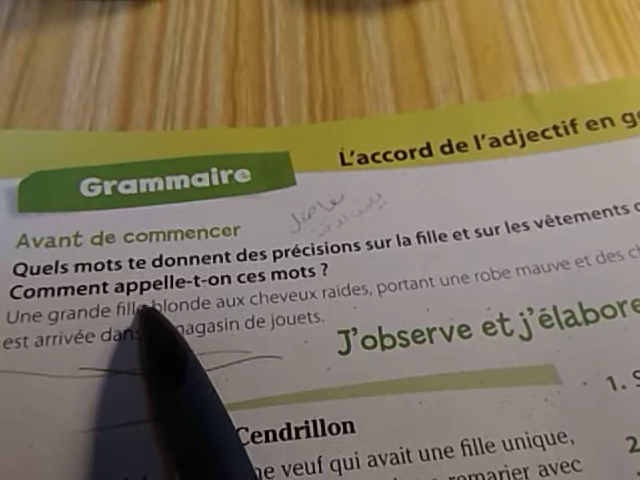 L'accord de l'adjectif en
Grammaire
Avant de commencer
Quels mots te donnent des précisions sur la fille et sur les vêtements
Comment appelle-t-on ces mots ?
Une grande fille blonde aux cheveux raides, portant une robe mauve et des
est arrivée magasin de jouets.
J'observe et j'élabore
1.
Cendrillon
veuf qui avait une fille unique,
2.
remarier avec